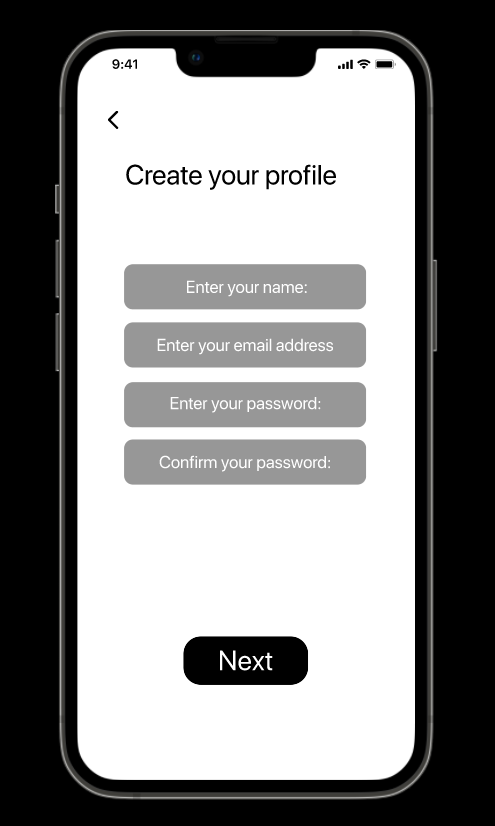 9:41
Create your profile
Enter your name:
Enter your email address
Enter your password:
Confirm your password:
Next